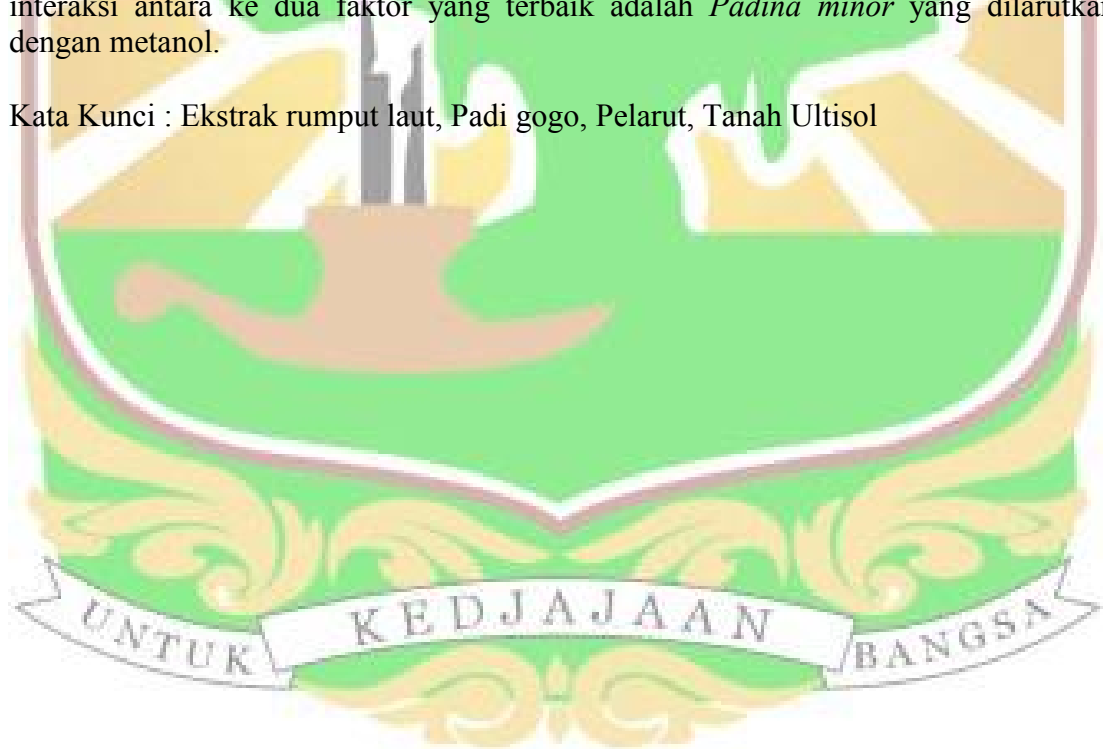 interaksi antara ke dua faktor yang terbaik adalah Padina minor yang dilarutkan
dengan metanol.
Kata Kunci : Ekstrak rumput laut, Padi gogo, Pelarut, Tanah Ultisol
UNTUK KEDJAJAAN BANGSA